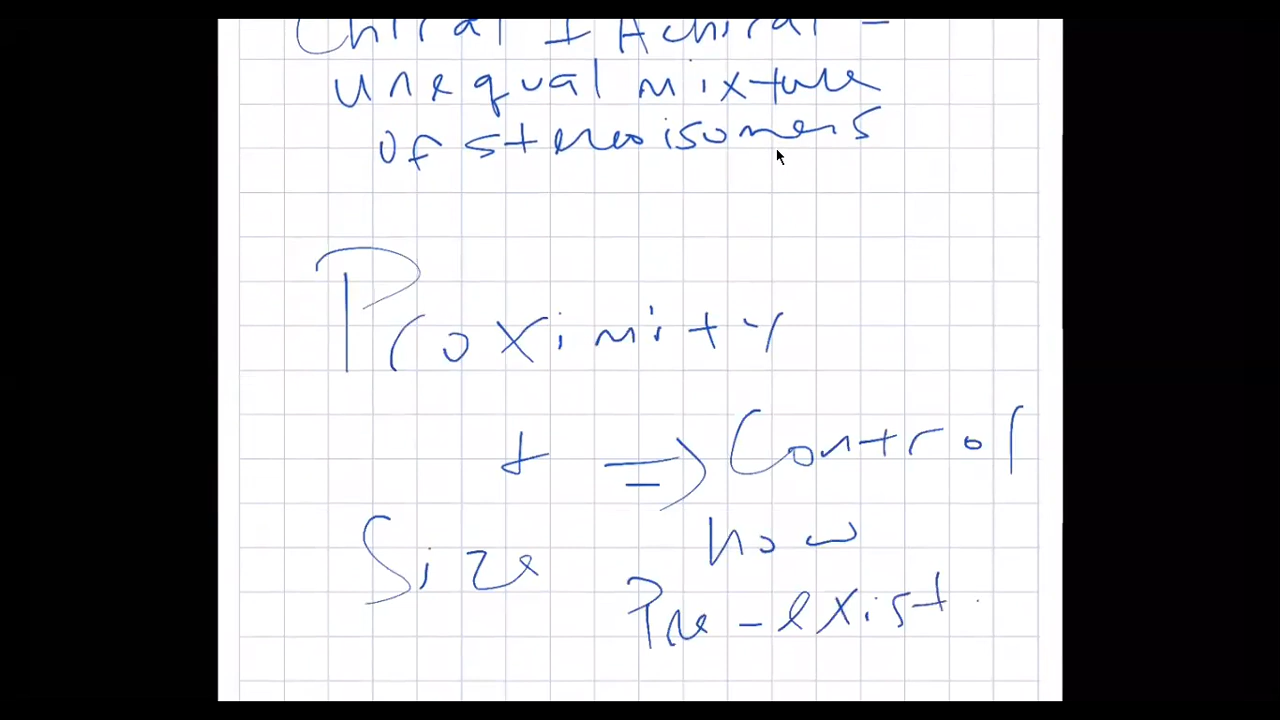 Chiral + Achiral =
unequal mixture
of stereoisomers
Proximity
+ => Control
Size
how
Pre-exist.